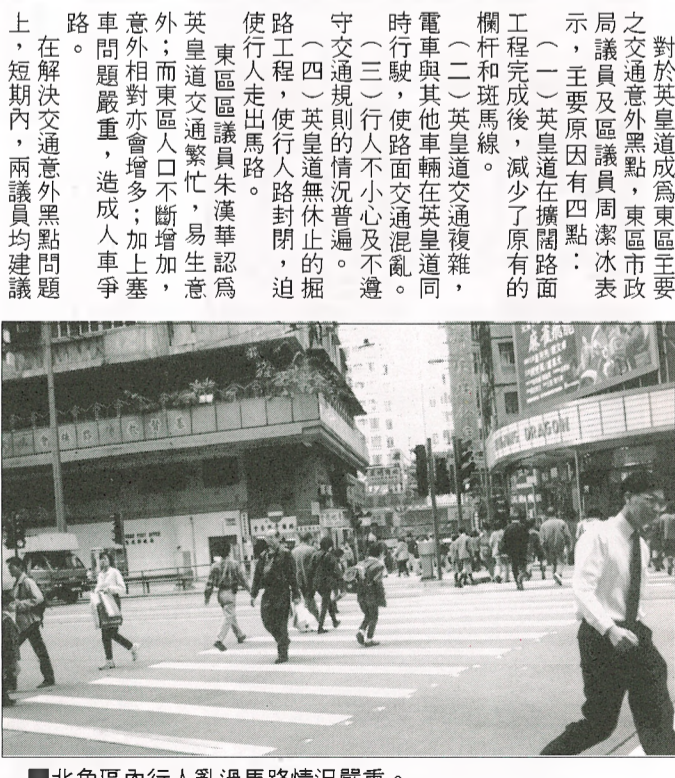 對於英皇道成為東區主要
之交通意外黑點，東區市政
局議員及區議員周潔冰表
示，主要原因有四點：
（一）英皇道在擴闊路面
工程完成後，減少了原有的
欄杆和斑馬線。
（二）英皇道交通複雜，
電車與其他車輛在英皇道同
時行駛，使路面交通混亂。
（三）行人不小心及不遵
守交通規則的情況普遍。
（四）英皇道無休止的掘
路工程，使行人路封閉，迫
使行人走出馬路。
東區區議員朱漢華認為
英皇道交通繁忙，易生意
外；而東區人口不斷增加，
意外相對亦會增多；加上塞
車問題嚴重，造成人車爭
路。
在解決交通意外黑點問題
上，短期內，兩議員均建議
DRAGON
POST OFFICE
■北角區內行人亂過馬路情況嚴重。